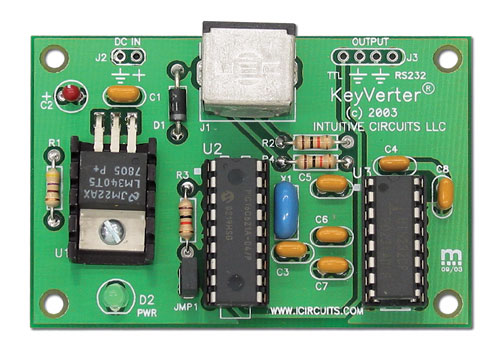 DC IN
J2
OUTPUT
J3
TTL
RS232
KeyVerter®
(c) 2003
INTUITIVE CIRCUITS LLC
C2
C1
D1
J1
R2
R4
R1
U2
R3
X1
C5
C4
U3
C8
JM22AX
LM340T5
7805 P+
U1
C6
C3
C7
m
09/03
D2
PWR
JMP1
WWW.ICIRCUITS.COM